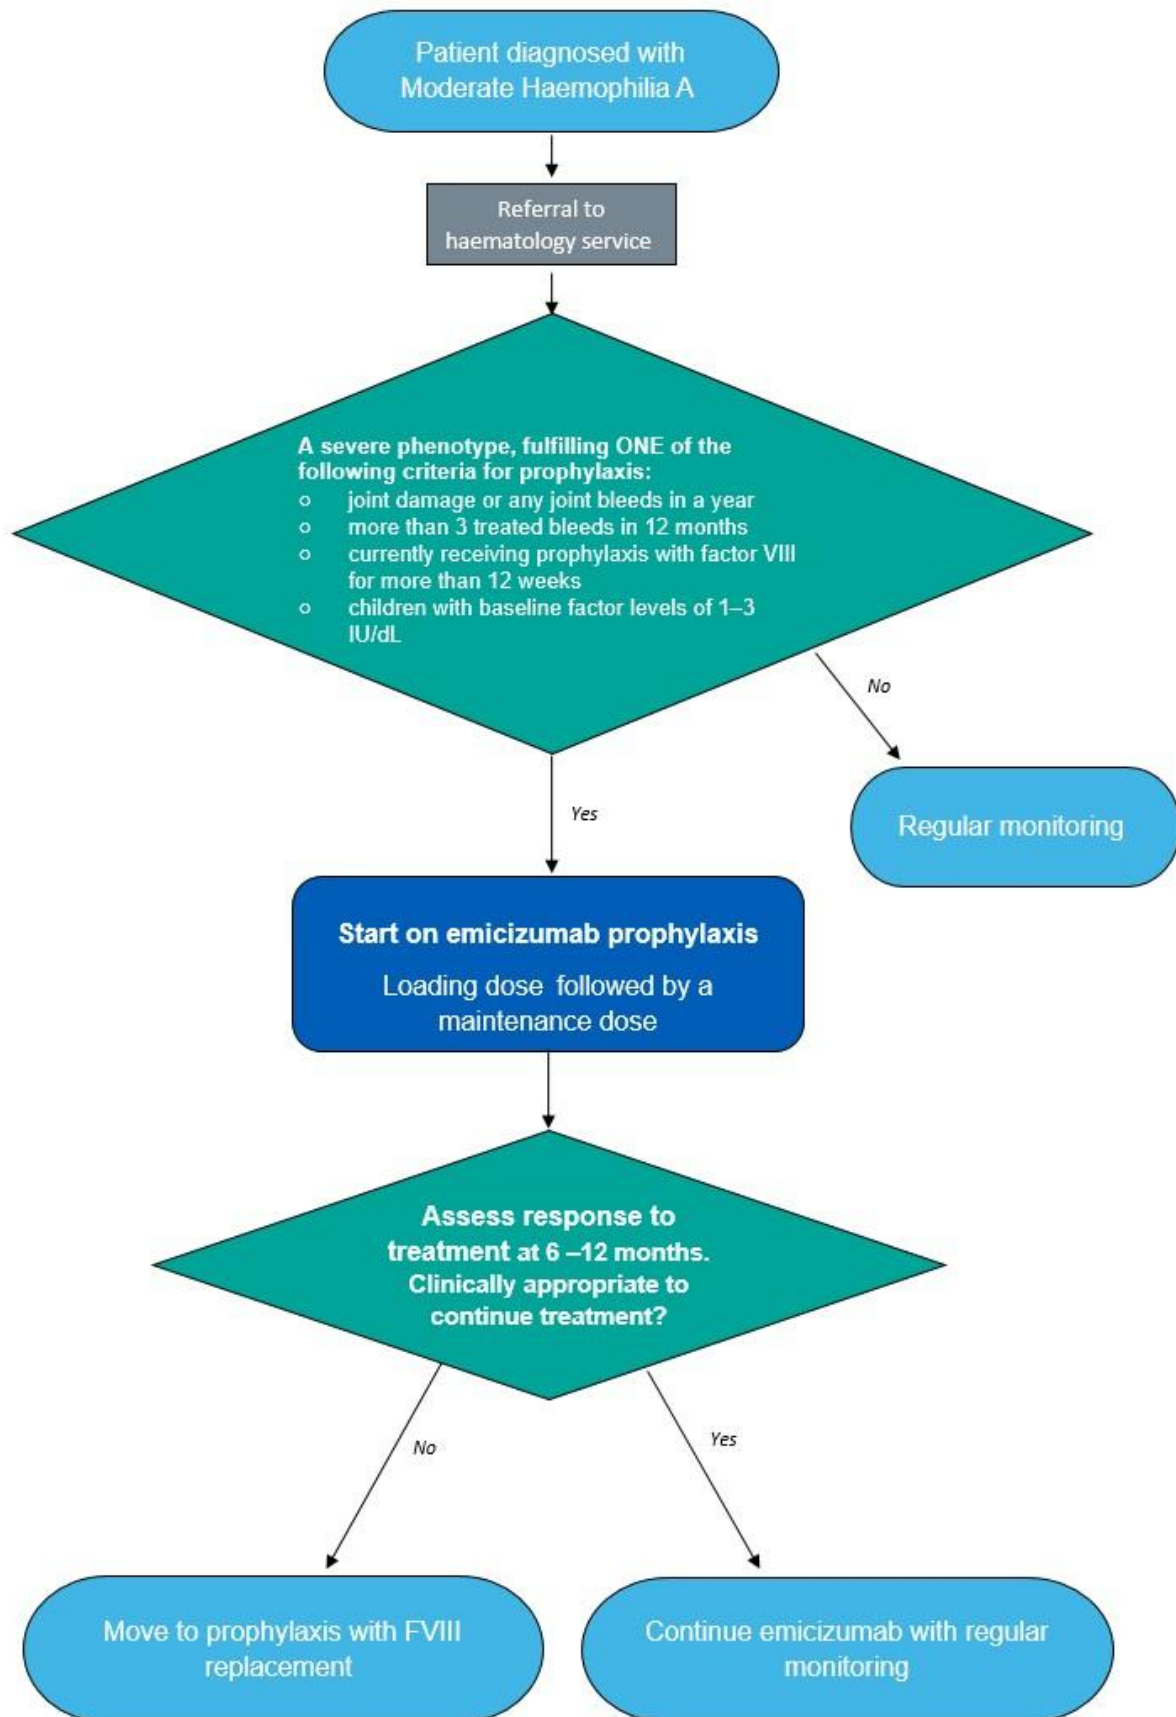 Patient diagnosed with
Moderate Haemophilia A
Referral to
haematology service
A severe phenotype, fulfilling ONE of the
following criteria for prophylaxis:
○ joint damage or any joint bleeds in a year
○ more than 3 treated bleeds in 12 months
○ currently receiving prophylaxis with factor VIII
for more than 12 weeks
○ children with baseline factor levels of 1–3
IU/dL
No
Yes
Regular monitoring
Start on emicizumab prophylaxis
Loading dose followed by a
maintenance dose
Assess response to
treatment at 6 –12 months.
Clinically appropriate to
continue treatment?
No
Yes
Move to prophylaxis with FVIII
replacement
Continue emicizumab with regular
monitoring